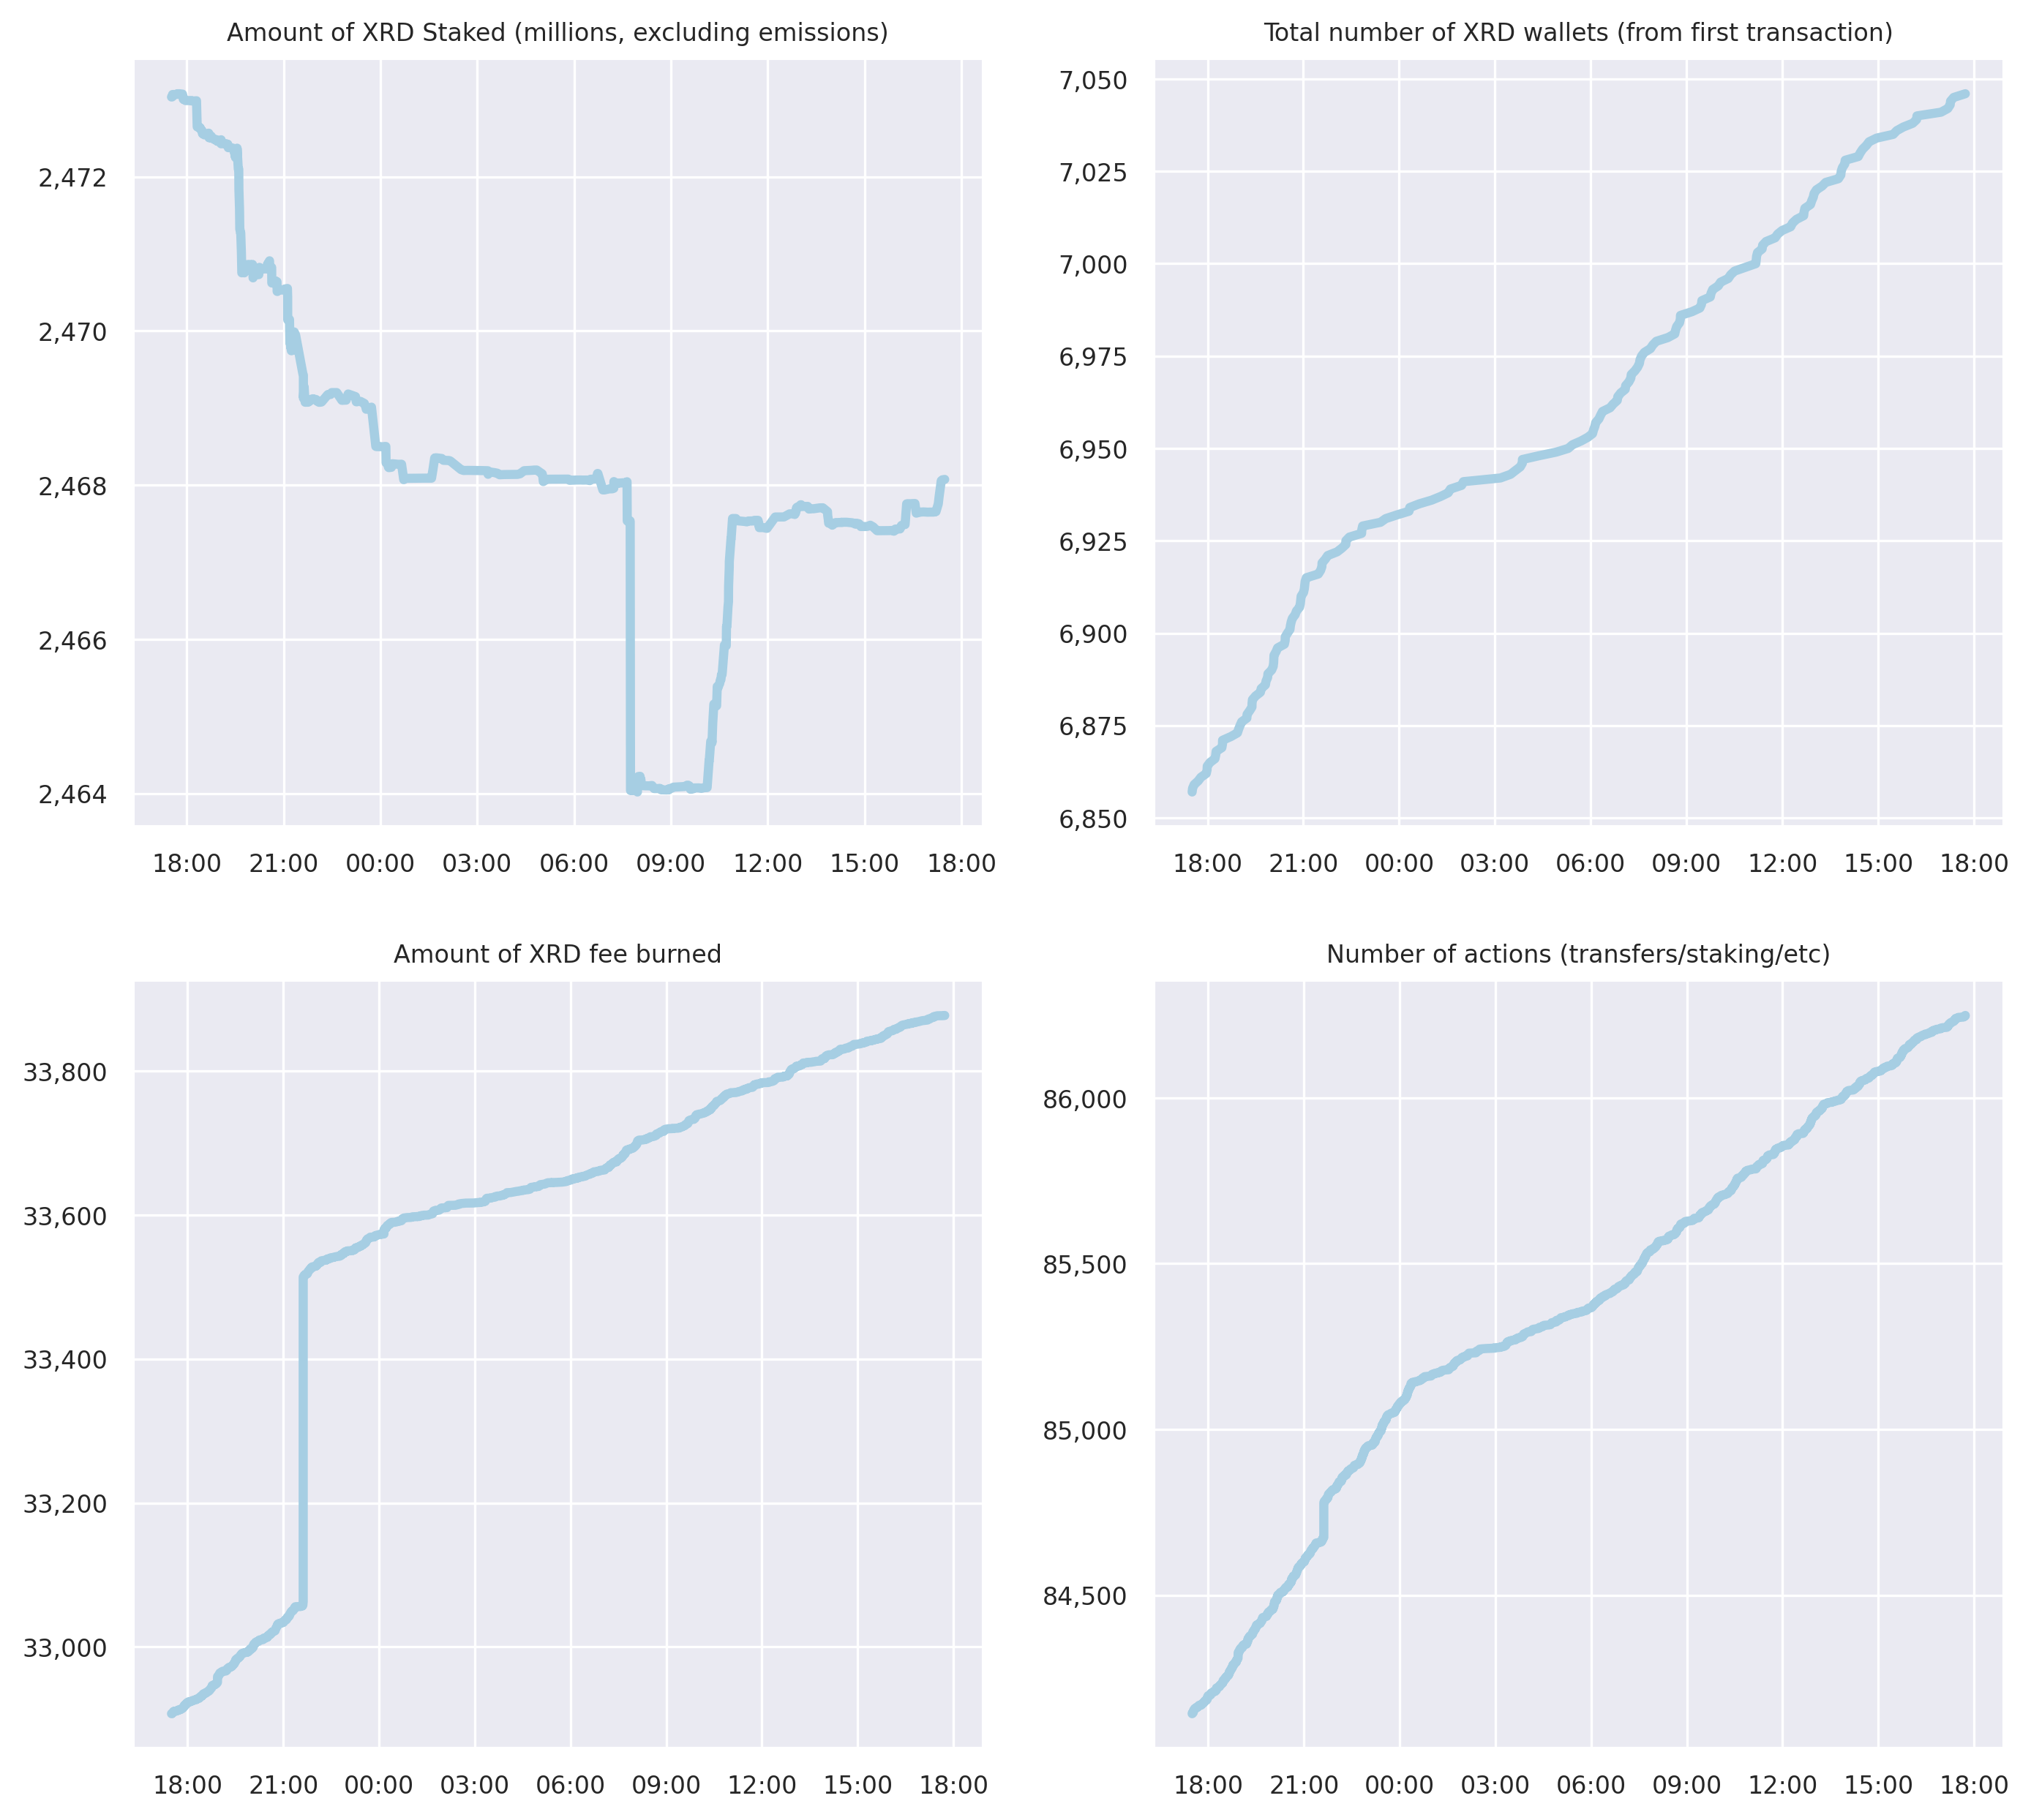 Amount of XRD Staked (millions, excluding emissions)
2,472
2,470
2,468
2,466
2,464
18:00 21:00 00:00 03:00 06:00 09:00 12:00 15:00 18:00
Total number of XRD wallets (from first transaction)
7,050
7,025
7,000
6,975
6,950
6,925
6,900
6,875
6,850
18:00 21:00 00:00 03:00 06:00 09:00 12:00 15:00 18:00
Amount of XRD fee burned
33,800
33,600
33,400
33,200
33,000
18:00 21:00 00:00 03:00 06:00 09:00 12:00 15:00 18:00
Number of actions (transfers/staking/etc)
86,000
85,500
85,000
84,500
18:00 21:00 00:00 03:00 06:00 09:00 12:00 15:00 18:00